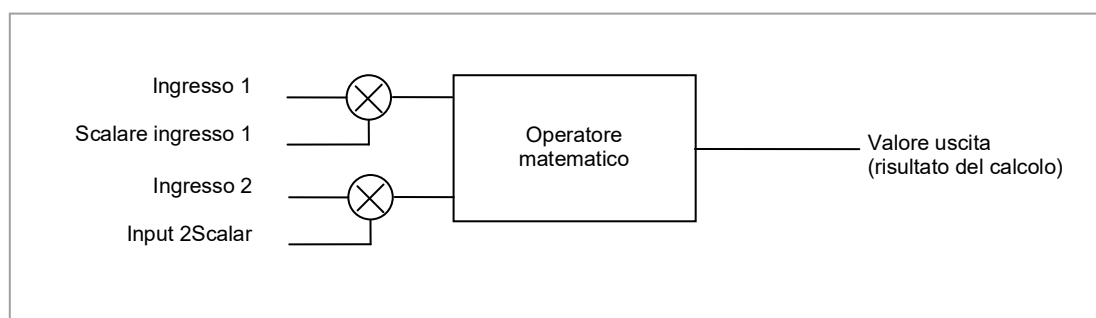 Ingresso 1
Scalare ingresso 1
Ingresso 2
Input 2Scalar
Operatore
matematico
Valore uscita
(risultato del calcolo)